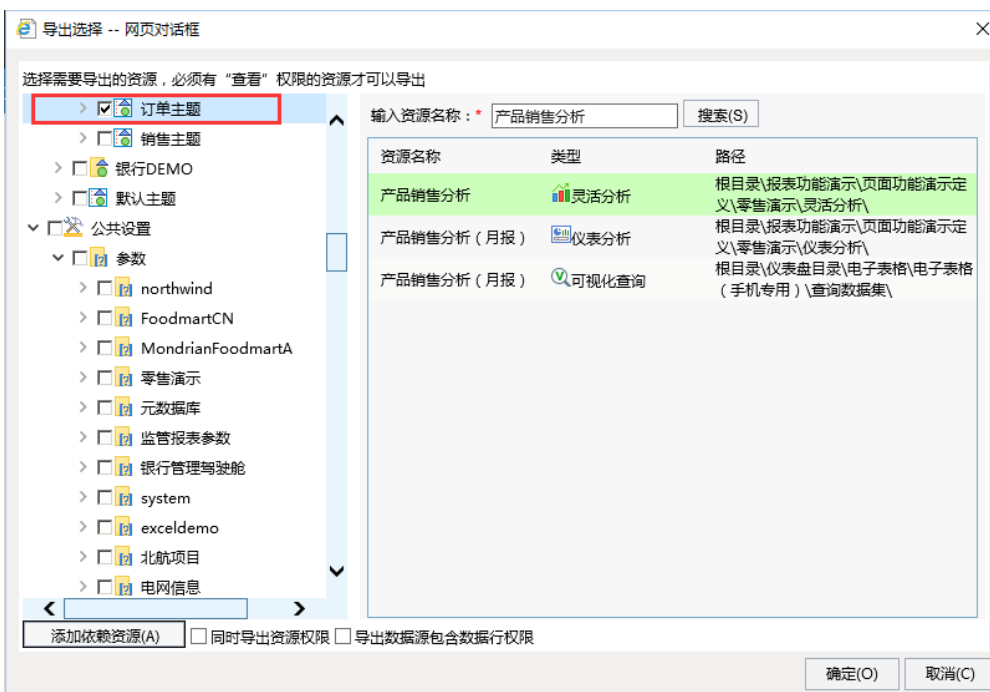 导出选择 -- 网页对话框
选择需要导出的资源，必须有“查看”权限的资源才可以导出
订单主题
销售主题
银行DEMO
默认主题
公共设置
参数
northwind
FoodmartCN
MondrianFoodmartA
零售演示
元数据库
监管报表参数
银行管理驾驶舱
system
exceldemo
北航项目
电网信息
输入资源名称：* 产品销售分析 搜索(S)
资源名称 类型 路径
产品销售分析 灵活分析 根目录\报表功能演示\页面功能演示定
义\零售演示\灵活分析\
产品销售分析（月报） 仪表分析 根目录\报表功能演示\页面功能演示定
义\零售演示\仪表分析\
产品销售分析（月报） 可视化查询 根目录\仪表盘目录\电子表格\电子表格
（手机专用）\查询数据集\
添加依赖资源(A) 同时导出资源权限 导出数据源包含数据行权限
确定(O) 取消(C)